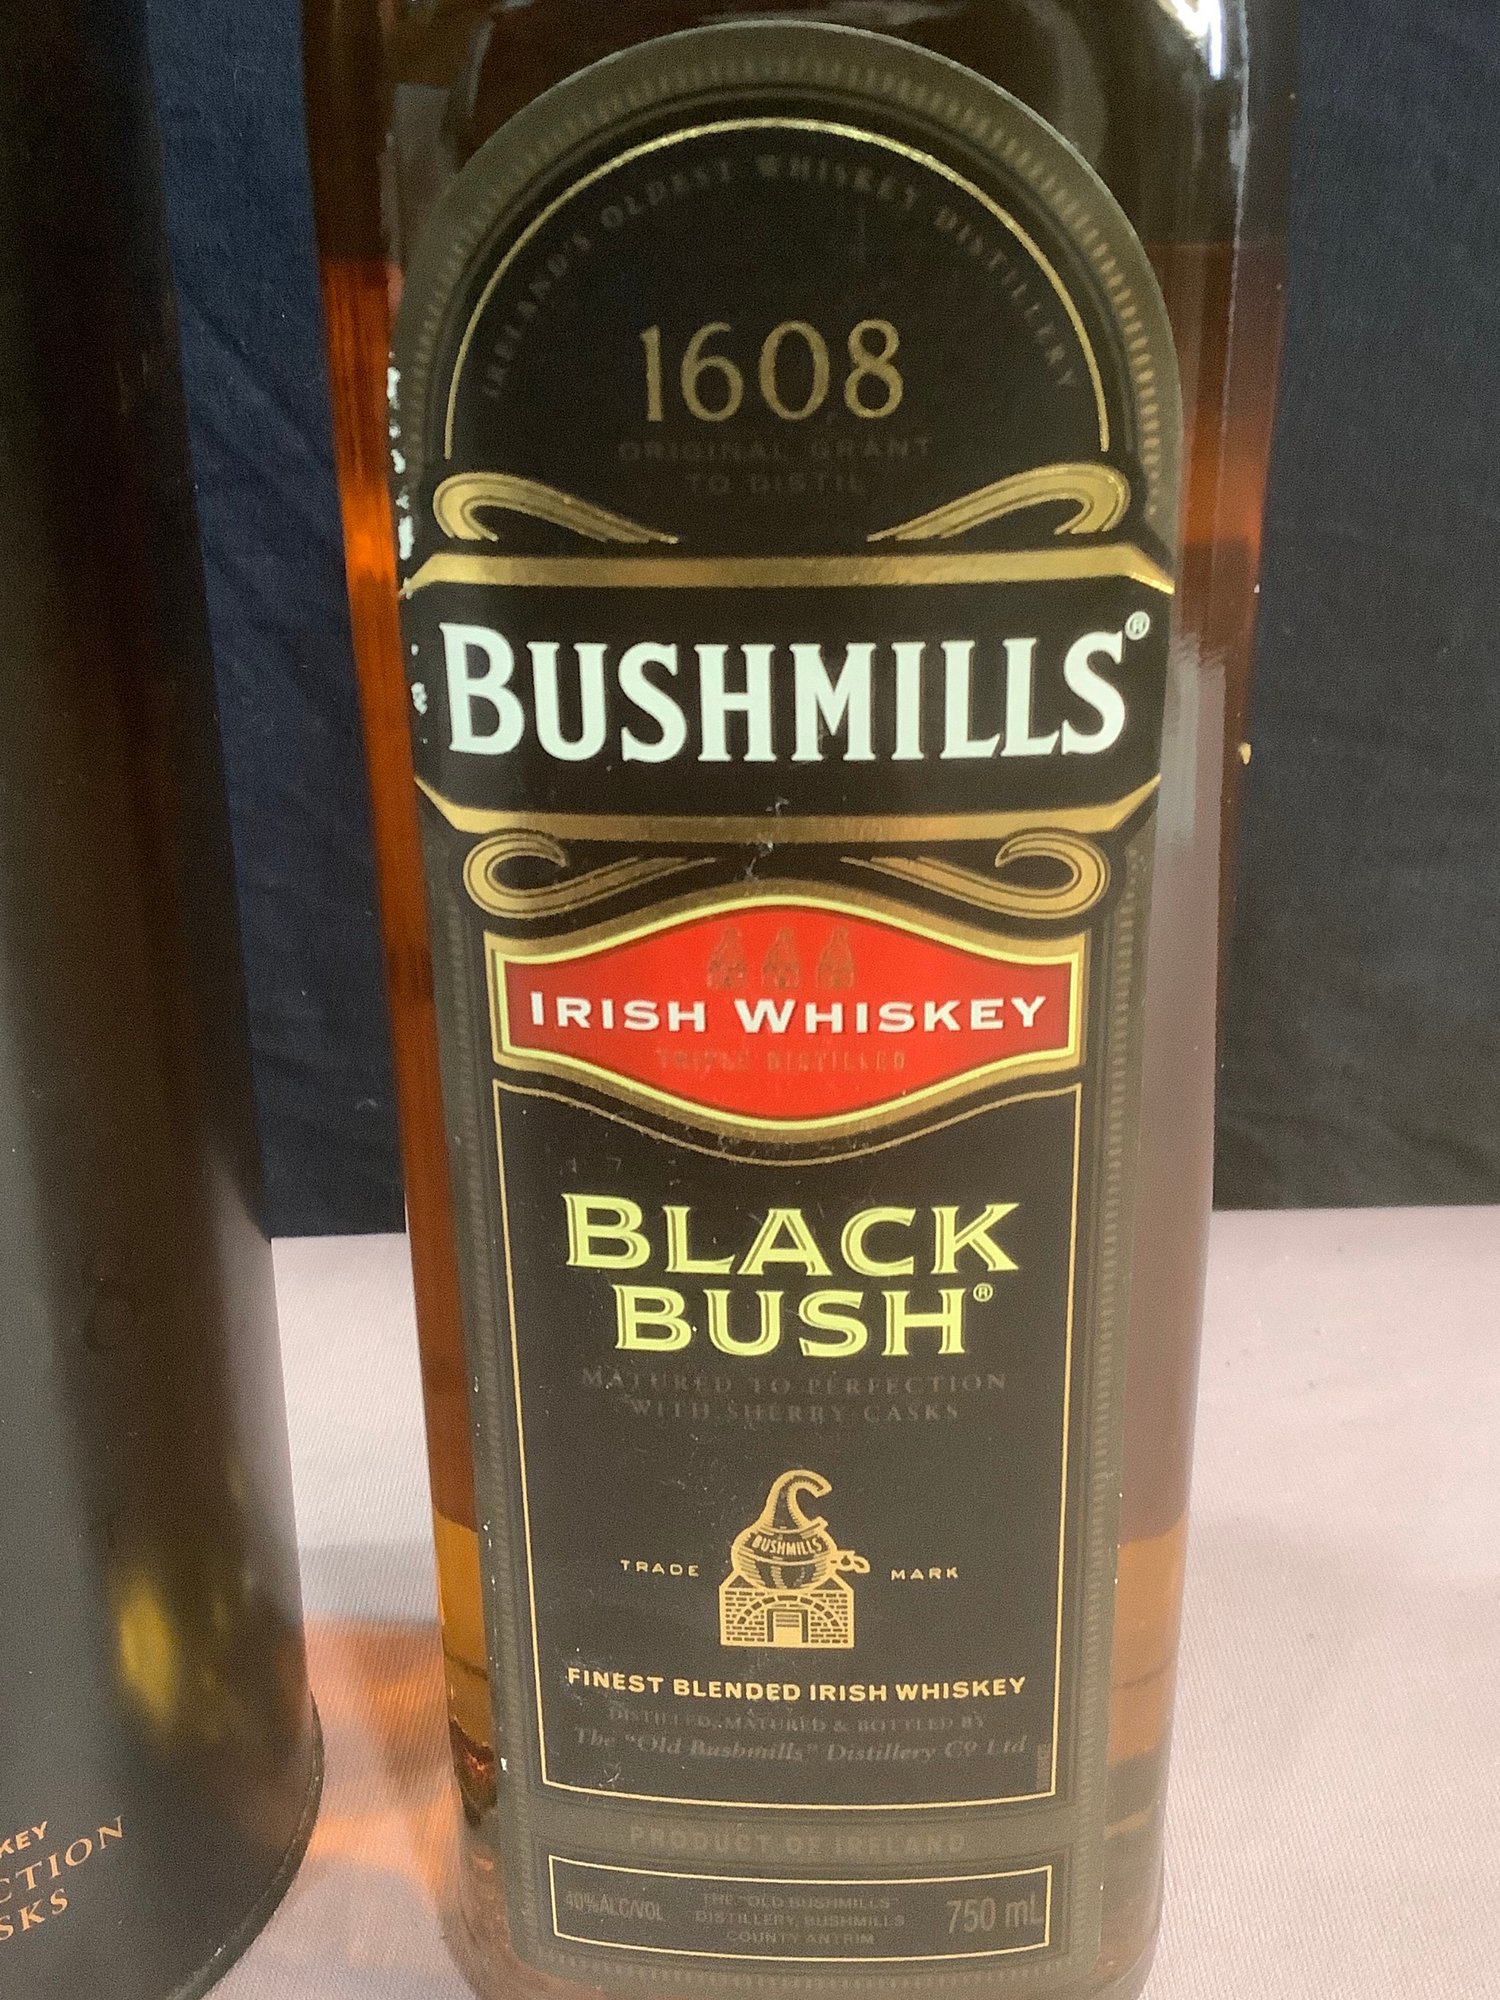 IRELAND'S OLDEST WHISKEY DISTILLERY
1608
ORIGINAL GRANT
TO DISTIL
BUSHMILLS®
IRISH WHISKEY
TRIPLE DISTILLED
BLACK
BUSH®
MATURED TO PERFECTION
WITH SHERRY CASKS
BUSHMILLS
TRADE MARK
FINEST BLENDED IRISH WHISKEY
DISTILLED, MATURED & BOTTLED BY
The "Old Bushmills" Distillery Co Ltd
PRODUCT OF IRELAND
40%ALC/VOL
THE "OLD BUSHMILLS"
DISTILLERY, BUSHMILLS
COUNTY ANTRIM
750 mL
KEY
CTION
SKS